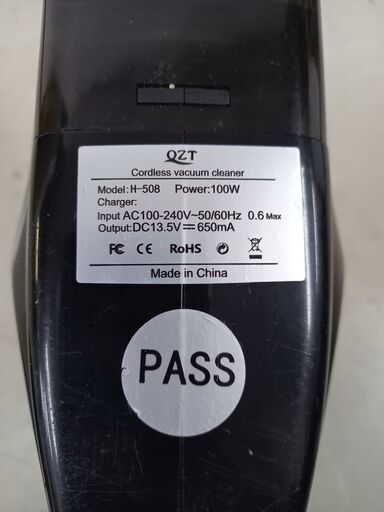 QZT
Cordless vacuum cleaner
Model:H-508 Power:100W
Charger:
Input AC100-240V~50/60Hz 0.6 Max
Output:DC13.5V⎓650mA
FC CE RoHS
Made in China
PASS